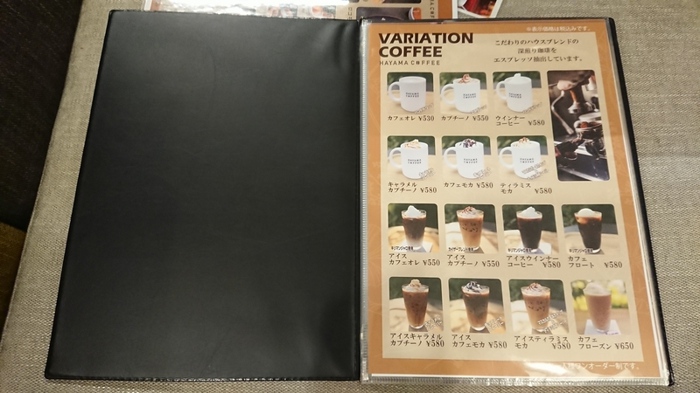 ※表示価格は税込みです。
VARIATION
COFFEE
HAYAMA COFFEE
こだわりのハウスブレンドの
深煎り珈琲を
エスプレッソ抽出しています。
カフェオレ ¥530
カプチーノ ¥550
ウインナー
コーヒー ¥580
キャラメル
カプチーノ ¥580
カフェモカ ¥580
ティラミス
モカ ¥580
アイス
カフェオレ ¥550
アイス
カプチーノ ¥550
アイスウインナー
コーヒー ¥580
カフェ
フロート ¥580
アイスキャラメル
カプチーノ ¥580
アイス
カフェモカ ¥580
アイスティラミス
モカ ¥580
カフェ
フローズン ¥650
ワンオーダー制です。